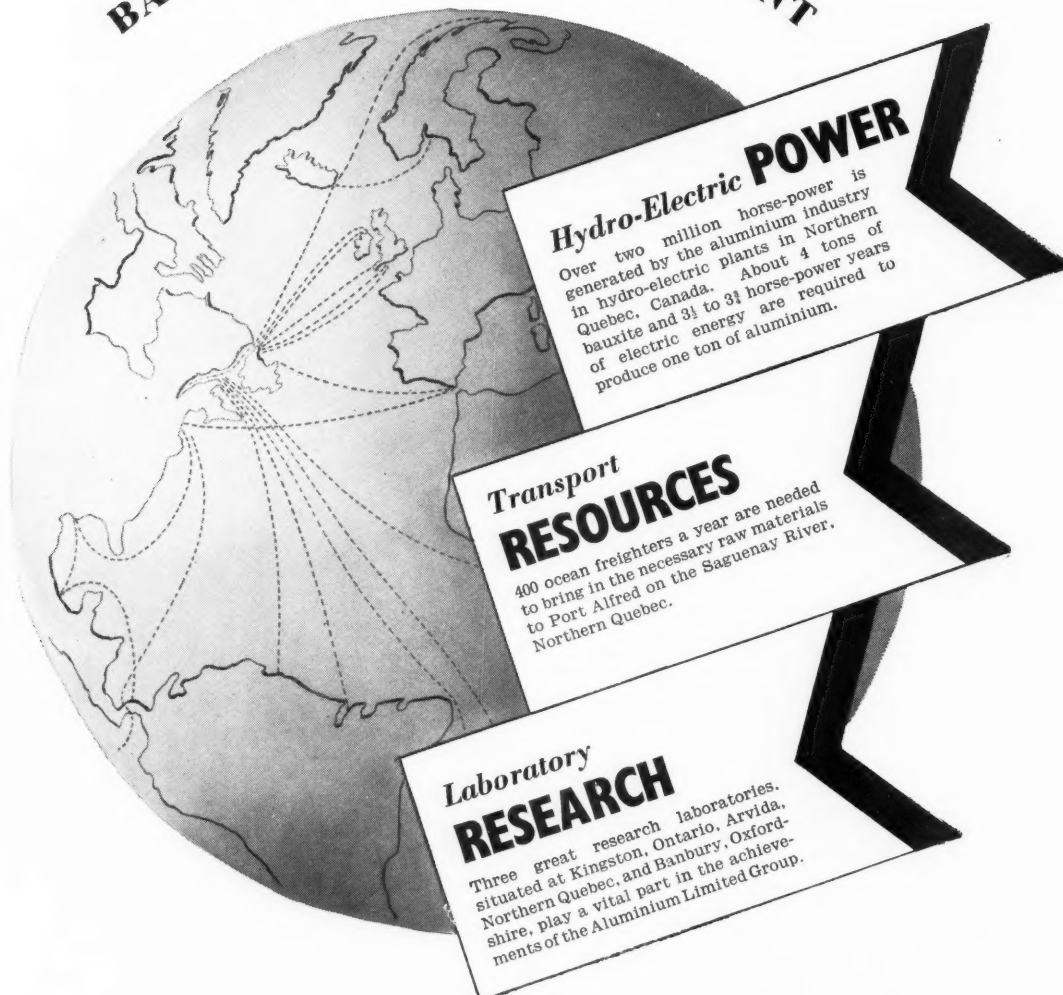 Hydro-Electric POWER
Over two million horse-power is
generated by the aluminium industry
in hydro-electric plants in Northern
Quebec, Canada. About 4 tons of
bauxite and 3½ to 3¾ horse-power years
of electric energy are required to
produce one ton of aluminium.
Transport
RESOURCES
400 ocean freighters a year are needed
to bring in the necessary raw materials
to Port Alfred on the Saguenay River,
Northern Quebec.
Laboratory
RESEARCH
Three great research laboratories,
situated at Kingston, Ontario, Arvida,
Northern Quebec, and Banbury, Oxford-
shire, play a vital part in the achieve-
ments of the Aluminium Limited Group.